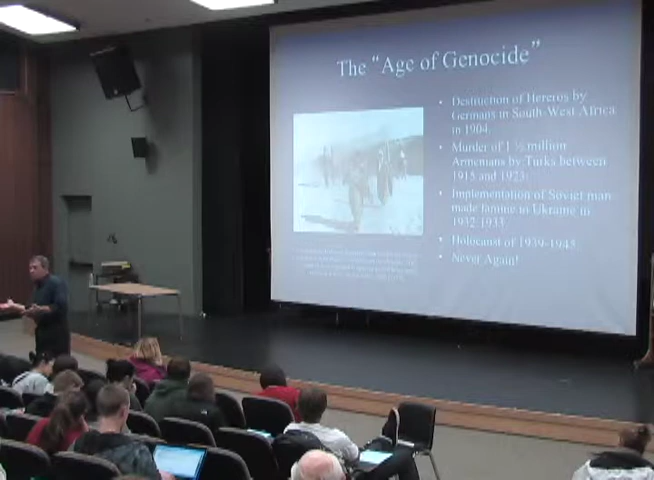 The "Age of Genocide"
• Destruction of Hereros by
Germans in South-West Africa
in 1904.
• Murder of 1 ½ million
Armenians by Turks between
1915 and 1923.
• Implementation of Soviet man-
made famine in Ukraine in
1932-1933
• Holocaust of 1939-1945
• Never Again!